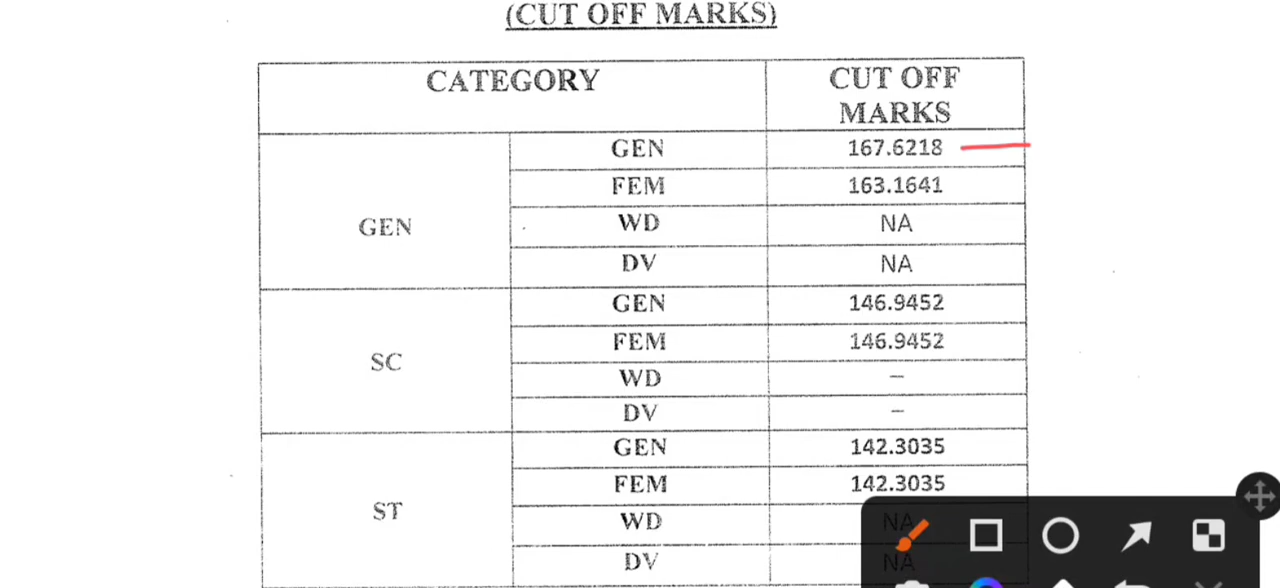 (CUT OFF MARKS)
CATEGORY CUT OFF MARKS
GEN GEN 167.6218
FEM 163.1641
WD NA
DV NA
SC GEN 146.9452
FEM 146.9452
WD –
DV –
ST GEN 142.3035
FEM 142.3035
WD NA
DV NA